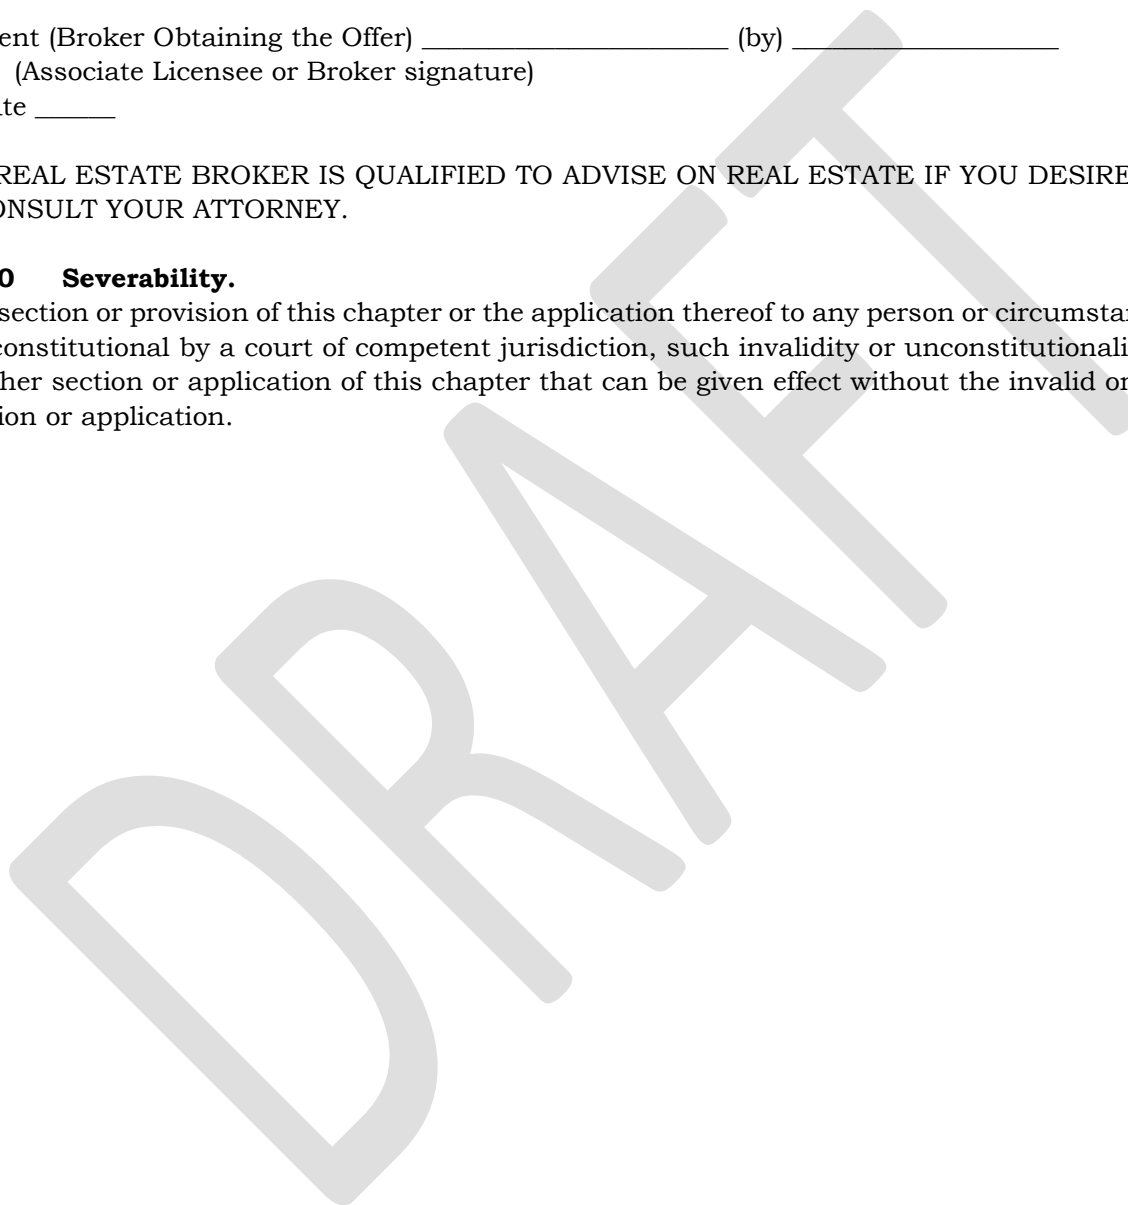 ent (Broker Obtaining the Offer) _______________________ (by) ____________________
(Associate Licensee or Broker signature)
te ______
REAL ESTATE BROKER IS QUALIFIED TO ADVISE ON REAL ESTATE IF YOU DESIRE
ONSULT YOUR ATTORNEY.
0 Severability.
section or provision of this chapter or the application thereof to any person or circumsta
constitutional by a court of competent jurisdiction, such invalidity or unconstitutionali
her section or application of this chapter that can be given effect without the invalid or
ion or application.
DRAFT